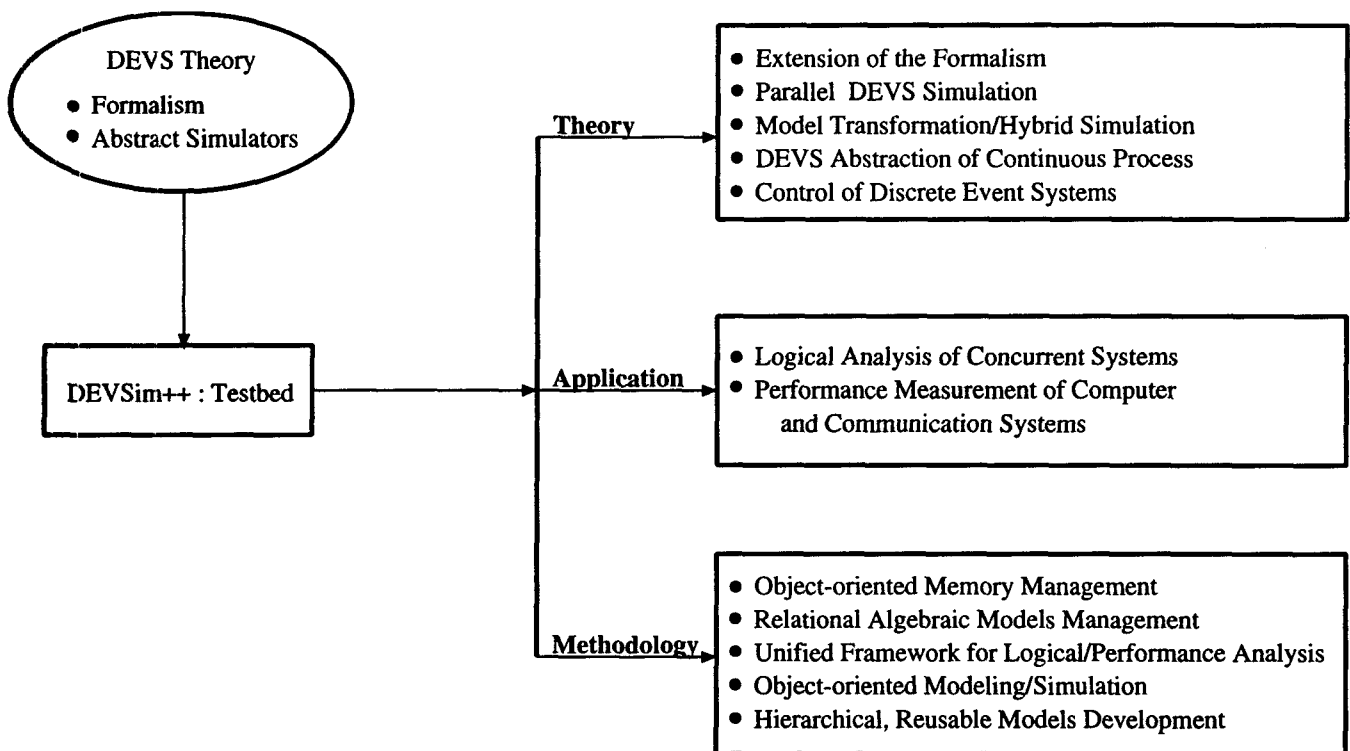 DEVS Theory
● Formalism
● Abstract Simulators
DEVSim++ : Testbed
Theory
● Extension of the Formalism
● Parallel DEVS Simulation
● Model Transformation/Hybrid Simulation
● DEVS Abstraction of Continuous Process
● Control of Discrete Event Systems
Application
● Logical Analysis of Concurrent Systems
● Performance Measurement of Computer
and Communication Systems
Methodology
● Object-oriented Memory Management
● Relational Algebraic Models Management
● Unified Framework for Logical/Performance Analysis
● Object-oriented Modeling/Simulation
● Hierarchical, Reusable Models Development